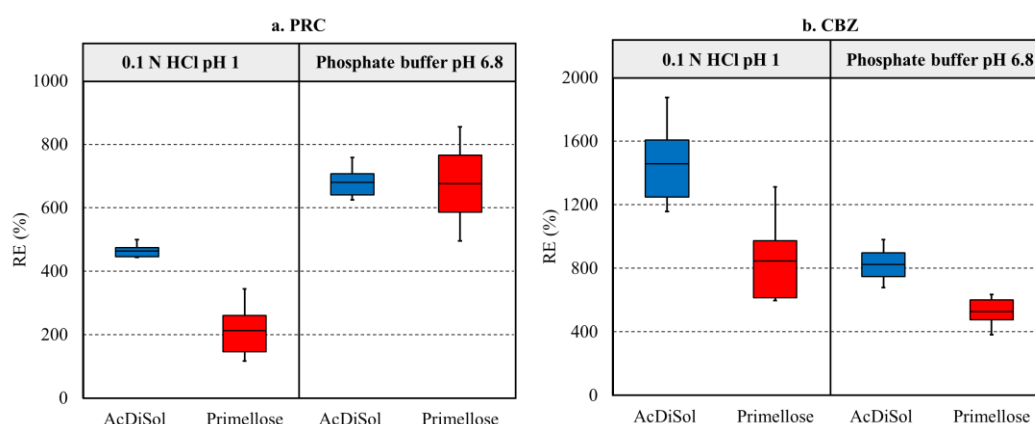 a. PRC
0.1 N HCl pH 1
Phosphate buffer pH 6.8
RE (%)
1000
800
600
400
200
0
AcDiSol
Primellose
AcDiSol
Primellose
b. CBZ
0.1 N HCl pH 1
Phosphate buffer pH 6.8
RE (%)
2000
1600
1200
800
400
0
AcDiSol
Primellose
AcDiSol
Primellose